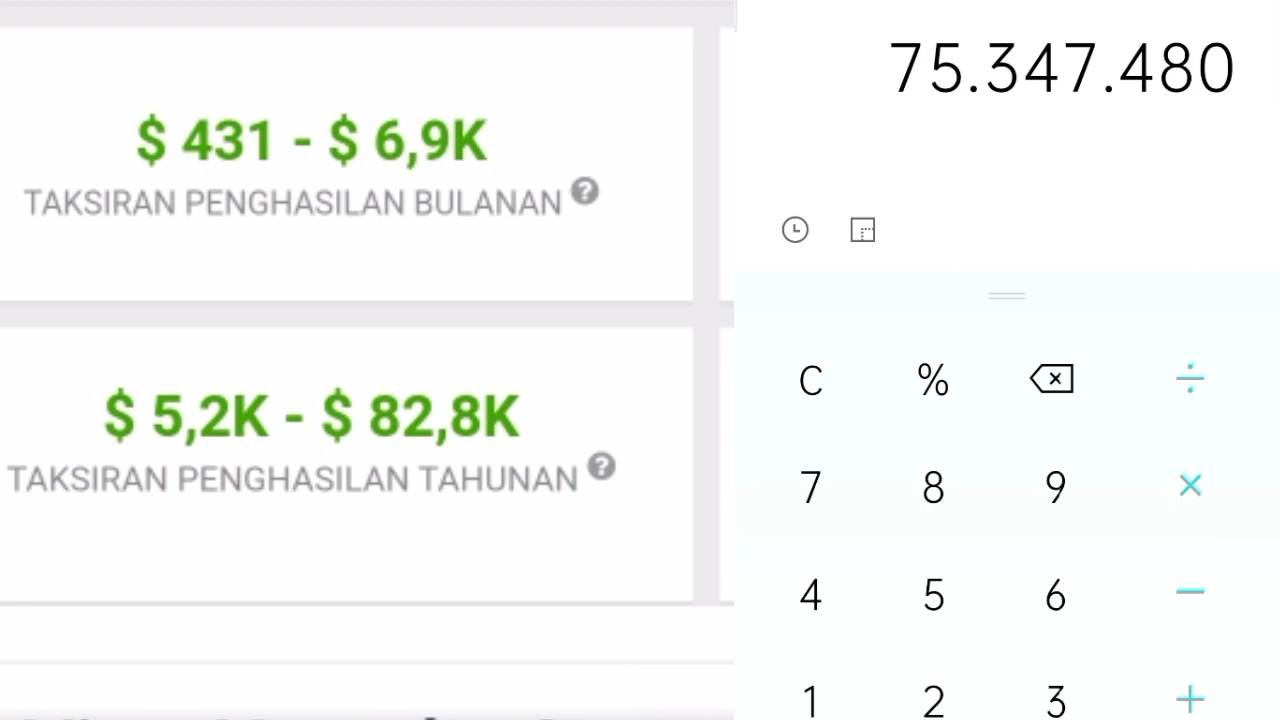 $ 431 - $ 6,9K
TAKSIRAN PENGHASILAN BULANAN ?
$ 5,2K - $ 82,8K
TAKSIRAN PENGHASILAN TAHUNAN ?
75.347.480
C % ÷
7 8 9 ×
4 5 6 −
1 2 3 +